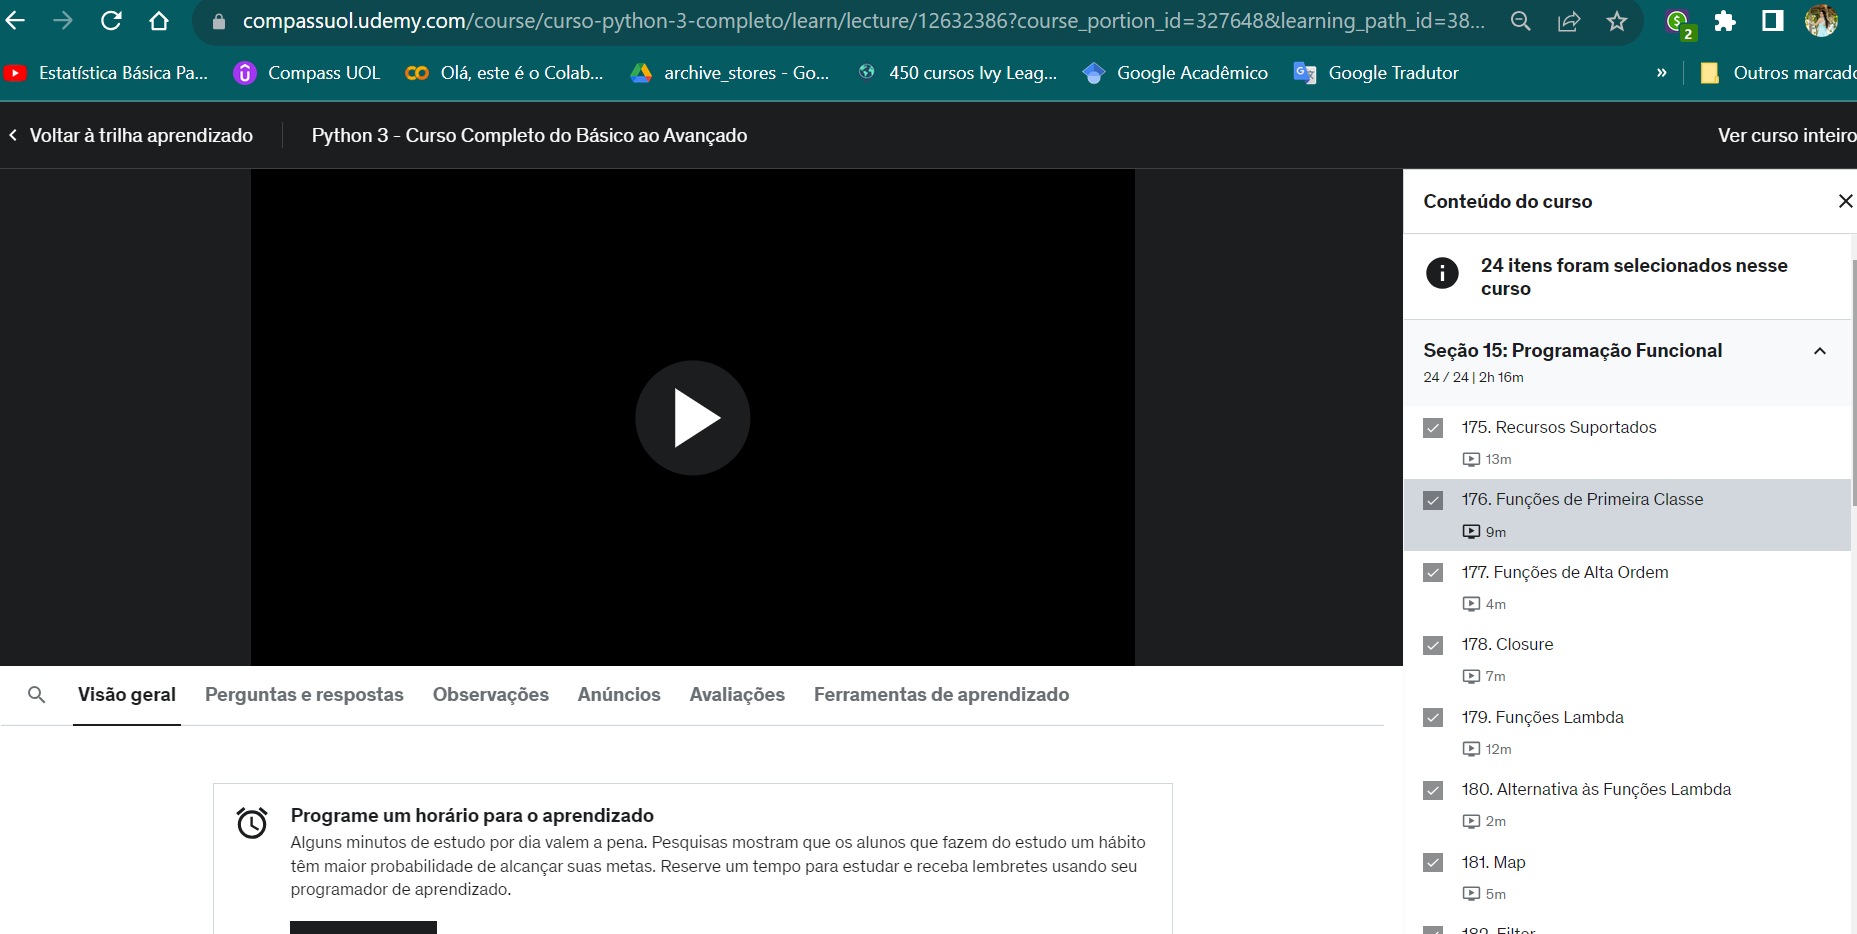 compassuol.udemy.com/course/curso-python-3-completo/learn/lecture/12632386?course_portion_id=327648&learning_path_id=38...
2
Estatística Básica Pa...
Compass UOL
Olá, este é o Colab...
archive_stores - Go...
450 cursos Ivy Leag...
Google Acadêmico
Google Tradutor
»
Outros marcado
Voltar à trilha aprendizado
Python 3 - Curso Completo do Básico ao Avançado
Ver curso inteiro
Conteúdo do curso
24 itens foram selecionados nesse
curso
Seção 15: Programação Funcional
24 / 24 | 2h 16m
175. Recursos Suportados
13m
176. Funções de Primeira Classe
9m
177. Funções de Alta Ordem
4m
178. Closure
7m
179. Funções Lambda
12m
180. Alternativa às Funções Lambda
2m
181. Map
5m
182. Filter
Visão geral
Perguntas e respostas
Observações
Anúncios
Avaliações
Ferramentas de aprendizado
Programe um horário para o aprendizado
Alguns minutos de estudo por dia valem a pena. Pesquisas mostram que os alunos que fazem do estudo um hábito
têm maior probabilidade de alcançar suas metas. Reserve um tempo para estudar e receba lembretes usando seu
programador de aprendizado.